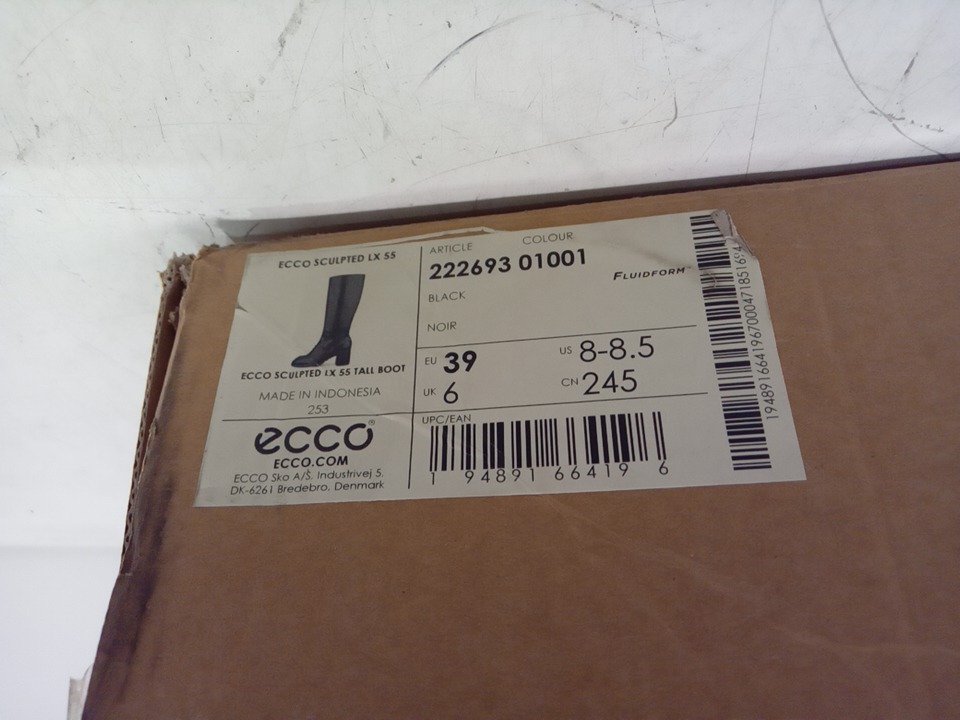 ECCO SCULPTED LX 55
ECCO SCULPTED LX 55 TALL BOOT
MADE IN INDONESIA
253
ecco®
ECCO.COM
ECCO Sko A/S, Industrivej 5,
DK-6261 Bredebro, Denmark
ARTICLE COLOUR
222693 01001
FLUIDFORM™
BLACK
NOIR
EU 39 US 8-8.5
UK 6 CN 245
UPC/EAN
1 94891 66419 6